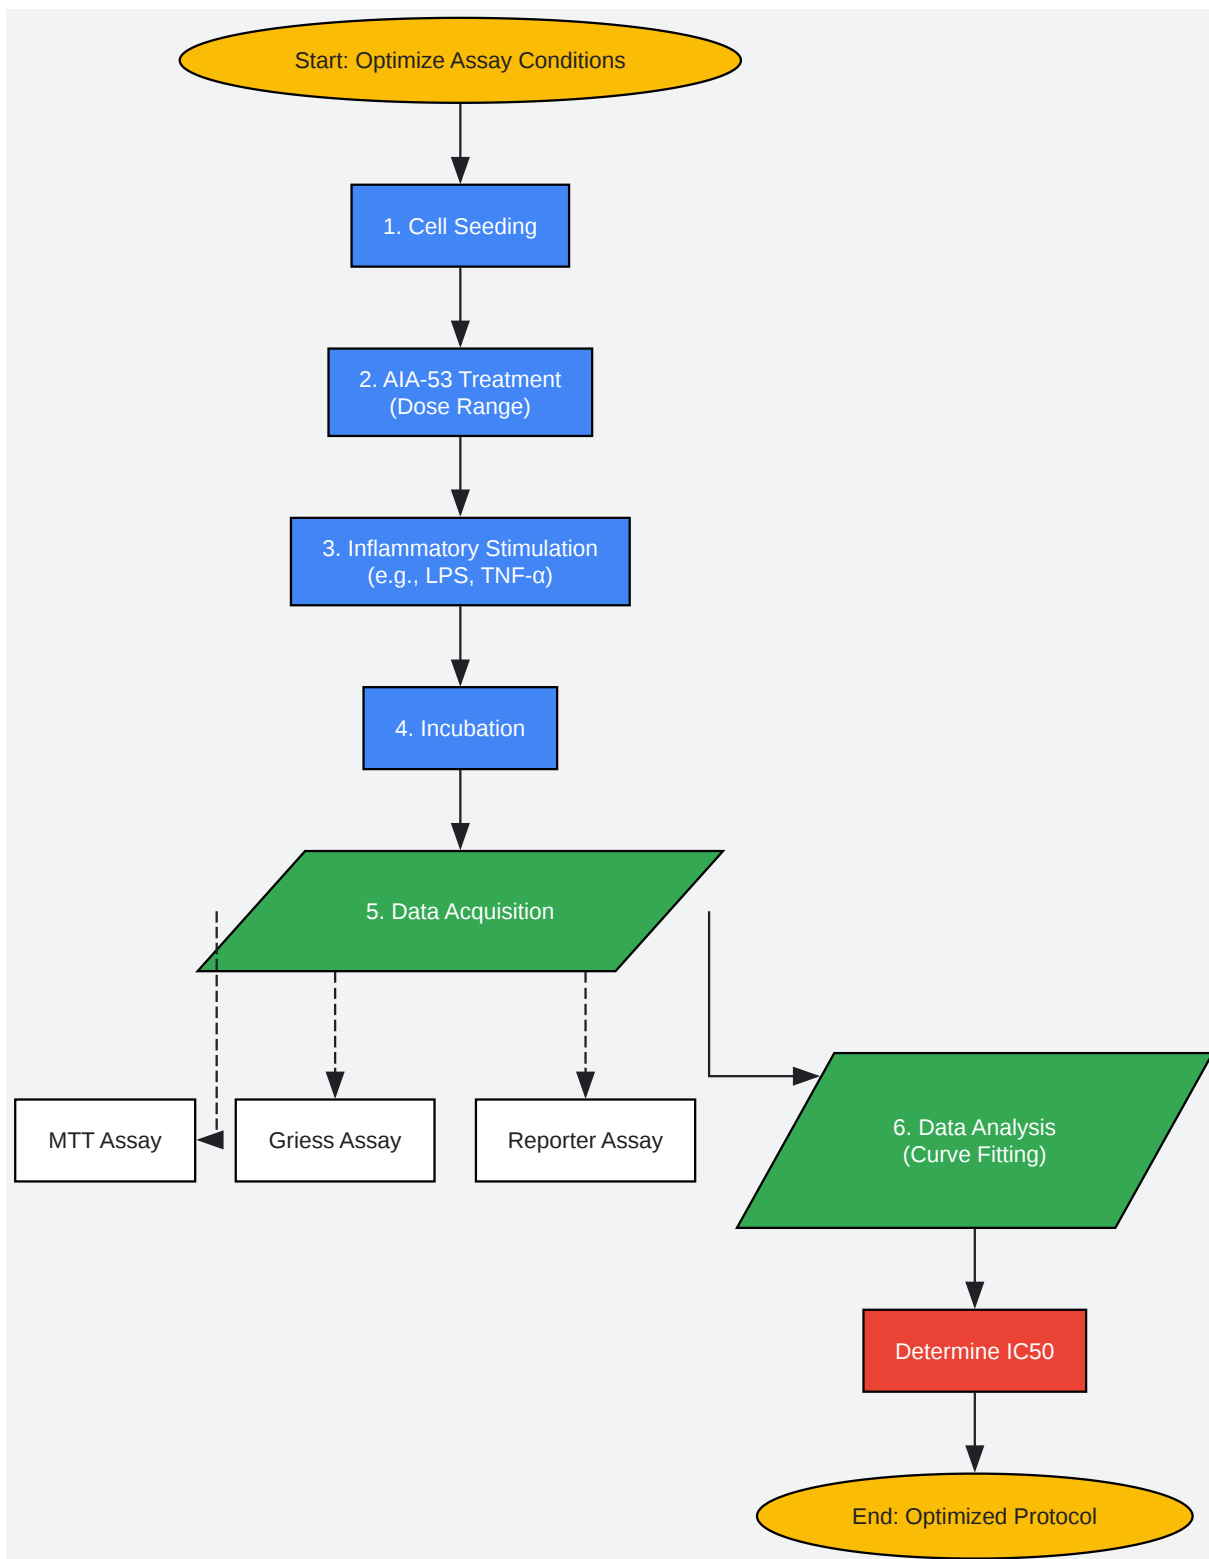 Start: Optimize Assay Conditions
1. Cell Seeding
2. AIA-53 Treatment
(Dose Range)
3. Inflammatory Stimulation
(e.g., LPS, TNF-α)
4. Incubation
5. Data Acquisition
MTT Assay
Griess Assay
Reporter Assay
6. Data Analysis
(Curve Fitting)
Determine IC50
End: Optimized Protocol